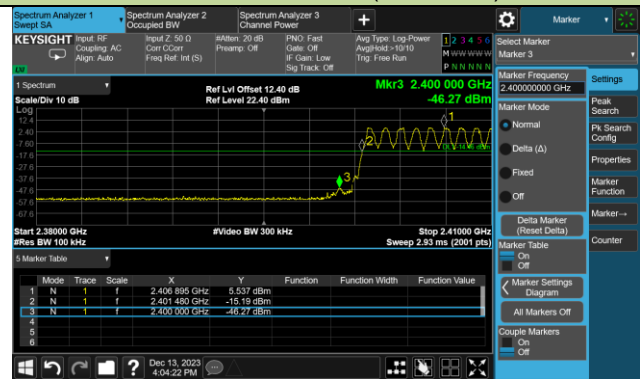 Spectrum Analyzer 1
Swept SA
Spectrum Analyzer 2
Occupied BW
Spectrum Analyzer 3
Channel Power
+
Marker
KEYSIGHT
Input: RF
Coupling: AC
Align: Auto
Input Z: 50 Ω
Corr CCorr
Freq Ref: Int (S)
#Atten: 20 dB
Preamp: Off
PNO: Fast
Gate: Off
IF Gain: Low
Sig Track: Off
Avg Type: Log-Power
Avg|Hold:>10/10
Trig: Free Run
1 2 3 4 5 6
M W W W W W
P N N N N N
Select Marker
Marker 3
1 Spectrum
Scale/Div 10 dB
Ref Lvl Offset 12.40 dB
Ref Level 22.40 dBm
Mkr3 2.400 000 GHz
-46.27 dBm
Log
12.4
2.40
-7.60
-17.6
-27.6
-37.6
-47.6
-57.6
-67.6
1
2
3
Start 2.38000 GHz
#Res BW 100 kHz
#Video BW 300 kHz
Stop 2.41000 GHz
Sweep 2.93 ms (2001 pts)
5 Marker Table
Mode Trace Scale X Y Function Function Width Function Value
1 N 1 f 2.406 895 GHz 5.537 dBm
2 N 1 f 2.401 480 GHz -15.19 dBm
3 N 1 f 2.400 000 GHz -46.27 dBm
4
5
6
Marker Frequency
2.400000000 GHz
Marker Mode
Normal
Delta (Δ)
Fixed
Off
Delta Marker
(Reset Delta)
Marker Table
On
Off
Marker Settings
Diagram
All Markers Off
Couple Markers
On
Off
Settings
Peak
Search
Pk Search
Config
Properties
Marker
Function
Marker→
Counter
?
Dec 13, 2023
4:04:22 PM